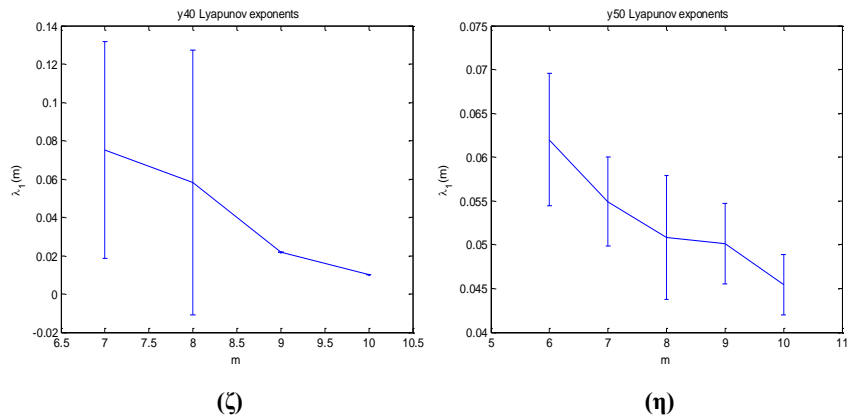 y40 Lyapunov exponents
0.14
0.12
0.1
0.08
0.06
0.04
0.02
0
-0.02
λ1(m)
6.5 7 7.5 8 8.5 9 9.5 10 10.5
m
(ζ)
y50 Lyapunov exponents
0.075
0.07
0.065
0.06
0.055
0.05
0.045
0.04
λ1(m)
5 6 7 8 9 10 11
m
(η)